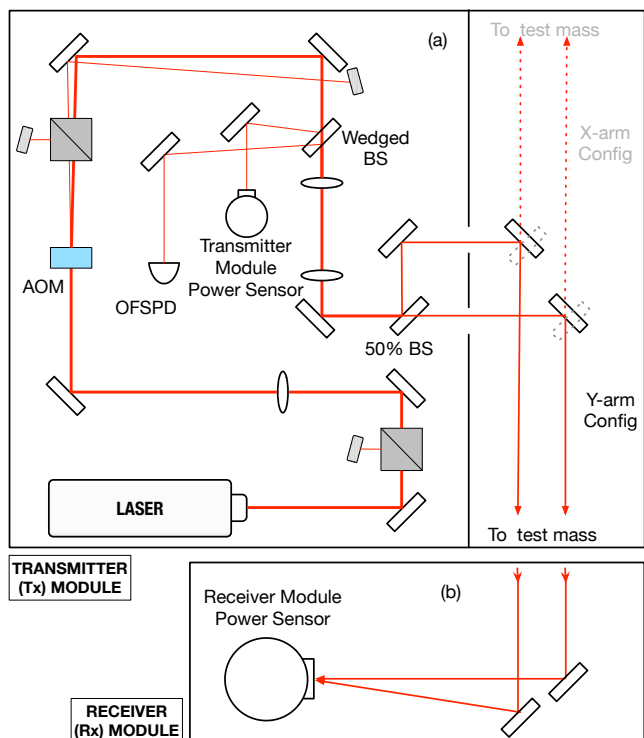 (a)
To test mass
X-arm
Config
Wedged
BS
Transmitter
Module
Power Sensor
AOM
OFSPD
50% BS
Y-arm
Config
LASER
To test mass
TRANSMITTER
(Tx) MODULE
(b)
Receiver Module
Power Sensor
RECEIVER
(Rx) MODULE